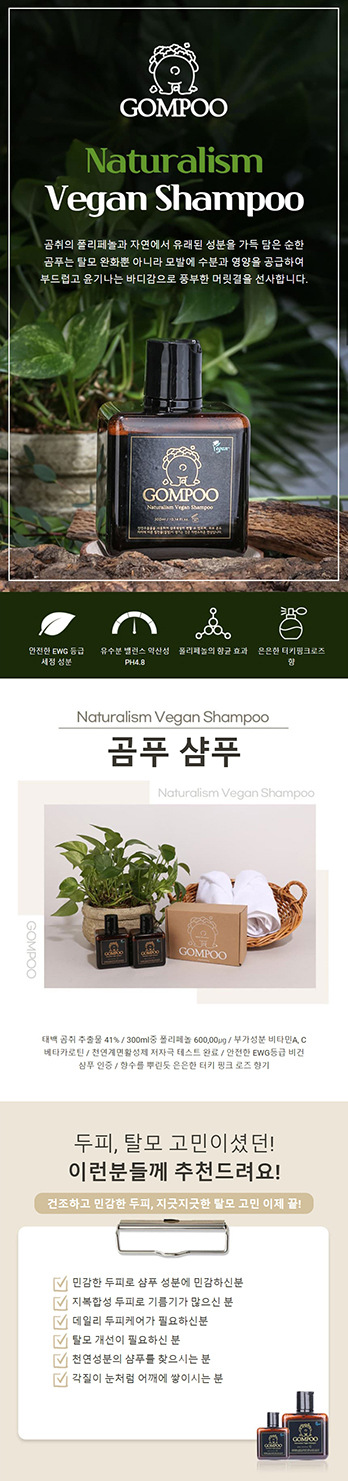 GOMPOO
Naturalism
Vegan Shampoo
곰취의 폴리페놀과 자연에서 유래된 성분을 가득 담은 순한
곰푸는 탈모 완화뿐 아니라 모발에 수분과 영양을 공급하여
부드럽고 윤기나는 바디감으로 풍부한 머릿결을 선사합니다.
Vegan
GOMPOO
Naturalism Vegan Shampoo
안전한 EWG 등급
세정 성분
유수분 밸런스 약산성
PH4.8
폴리페놀의 항균 효과
은은한 터키핑크로즈
향
Naturalism Vegan Shampoo
곰푸 샴푸
Naturalism Vegan Shampoo
GOMPOO
GOMPOO
태백 곰취 추출물 41% / 300ml중 폴리페놀 600,00μg / 부가성분 비타민A, C
베타카로틴 / 천연계면활성제 저자극 테스트 완료 / 안전한 EWG등급 비건
샴푸 인증 / 향수를 뿌린듯 은은한 터키 핑크 로즈 향기
두피, 탈모 고민이셨던!
이런분들께 추천드려요!
건조하고 민감한 두피, 지긋지긋한 탈모 고민 이제 끝!
민감한 두피로 샴푸 성분에 민감하신분
지복합성 두피로 기름기가 많으신 분
데일리 두피케어가 필요하신분
탈모 개선이 필요하신 분
천연성분의 샴푸를 찾으시는 분
각질이 눈처럼 어깨에 쌓이시는 분
GOMPOO
GOMPOO